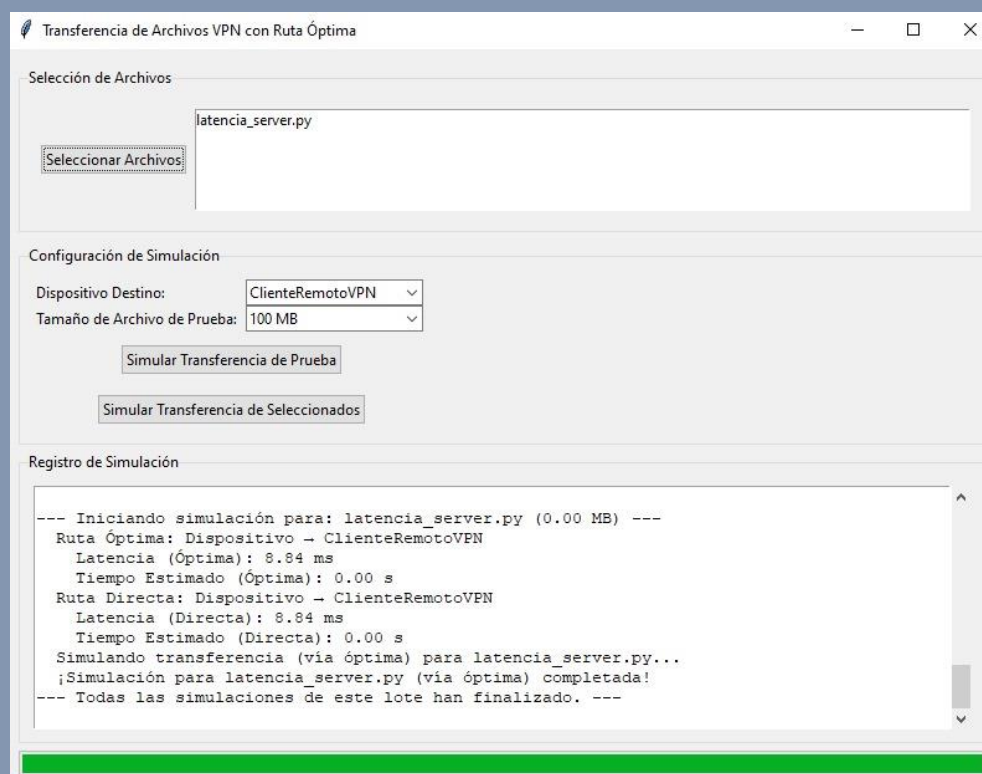 Transferencia de Archivos VPN con Ruta Óptima
Selección de Archivos
latencia_server.py
Seleccionar Archivos
Configuración de Simulación
Dispositivo Destino: ClienteRemotoVPN
Tamaño de Archivo de Prueba: 100 MB
Simular Transferencia de Prueba
Simular Transferencia de Seleccionados
Registro de Simulación
--- Iniciando simulación para: latencia_server.py (0.00 MB) ---
Ruta Óptima: Dispositivo → ClienteRemotoVPN
Latencia (Óptima): 8.84 ms
Tiempo Estimado (Óptima): 0.00 s
Ruta Directa: Dispositivo → ClienteRemotoVPN
Latencia (Directa): 8.84 ms
Tiempo Estimado (Directa): 0.00 s
Simulando transferencia (vía óptima) para latencia_server.py...
¡Simulación para latencia_server.py (vía óptima) completada!
--- Todas las simulaciones de este lote han finalizado. ---